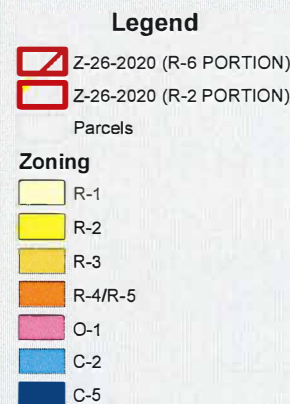 Legend
Z-26-2020 (R-6 PORTION)
Z-26-2020 (R-2 PORTION)
Parcels
Zoning
R-1
R-2
R-3
R-4/R-5
O-1
C-2
C-5